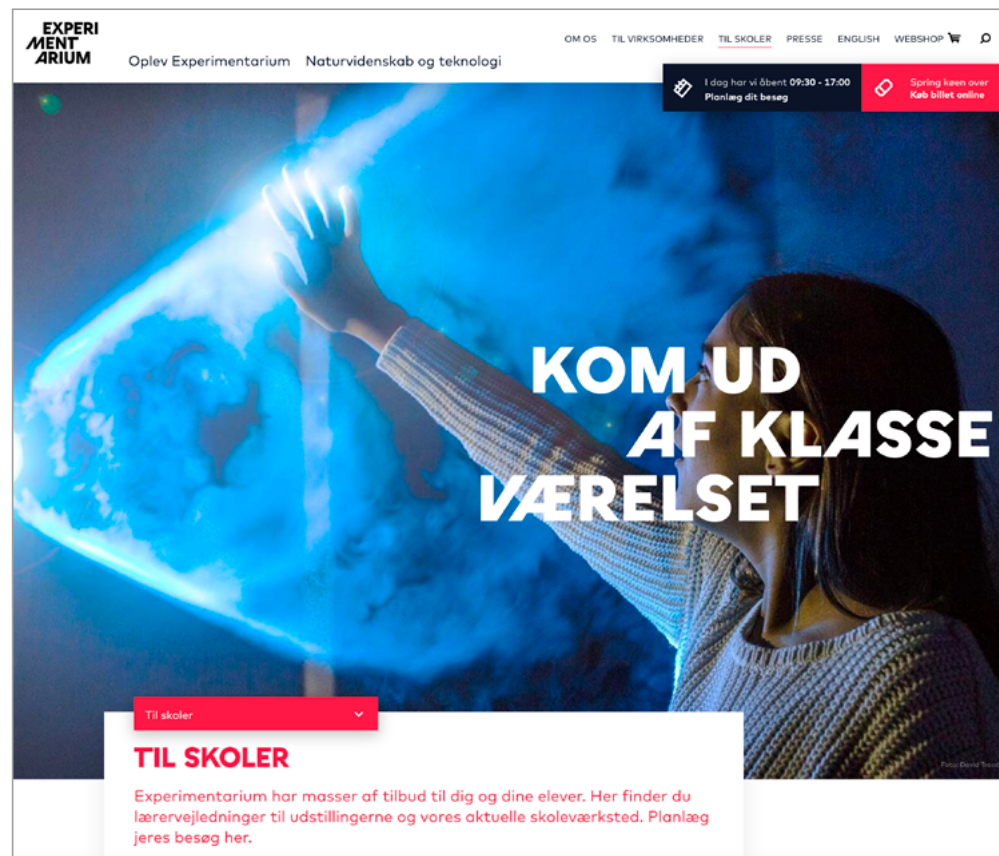 EXPERI
MENT
ARIUM
OM OS TIL VIRKSOMHEDER TIL SKOLER PRESSE ENGLISH WEBSHOP
Oplev Experimentarium Naturvidenskab og teknologi
I dag har vi åbent 09:30 - 17:00
Planlæg dit besøg
Spring køen over
Køb billet online
KOM UD
AF KLASSE
VÆRELSET
Foto: David
Til skoler
TIL SKOLER
Experimentarium har masser af tilbud til dig og dine elever. Her finder du
lærervejledninger til udstillingerne og vores aktuelle skoleværksted. Planlæg
jeres besøg her.